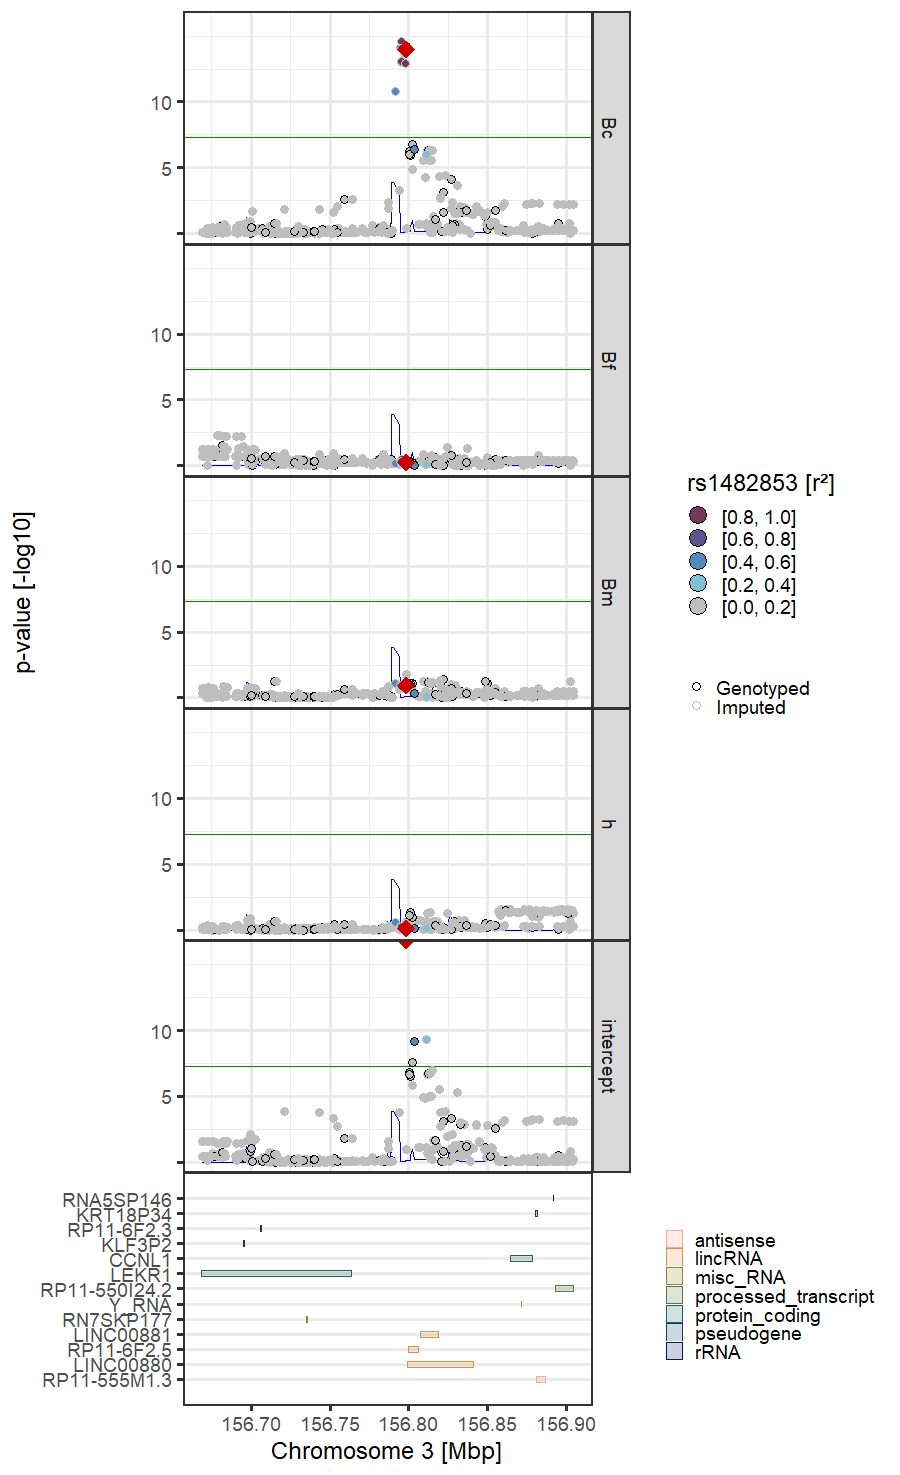 Bc
10
5
Bf
10
5
Bm
10
5
h
10
5
intercept
10
5
p-value [-log10]
rs1482853 [r²]
[0.8, 1.0]
[0.6, 0.8]
[0.4, 0.6]
[0.2, 0.4]
[0.0, 0.2]
Genotyped
Imputed
RNA5SP146
KRT18P34
RP11-6F2.3
KLF3P2
CCNL1
LEKR1
RP11-550I24.2
Y_RNA
RN7SKP177
LINC00881
RP11-6F2.5
LINC00880
RP11-555M1.3
antisense
lincRNA
misc_RNA
processed_transcript
protein_coding
pseudogene
rRNA
156.70 156.75 156.80 156.85 156.90
Chromosome 3 [Mbp]